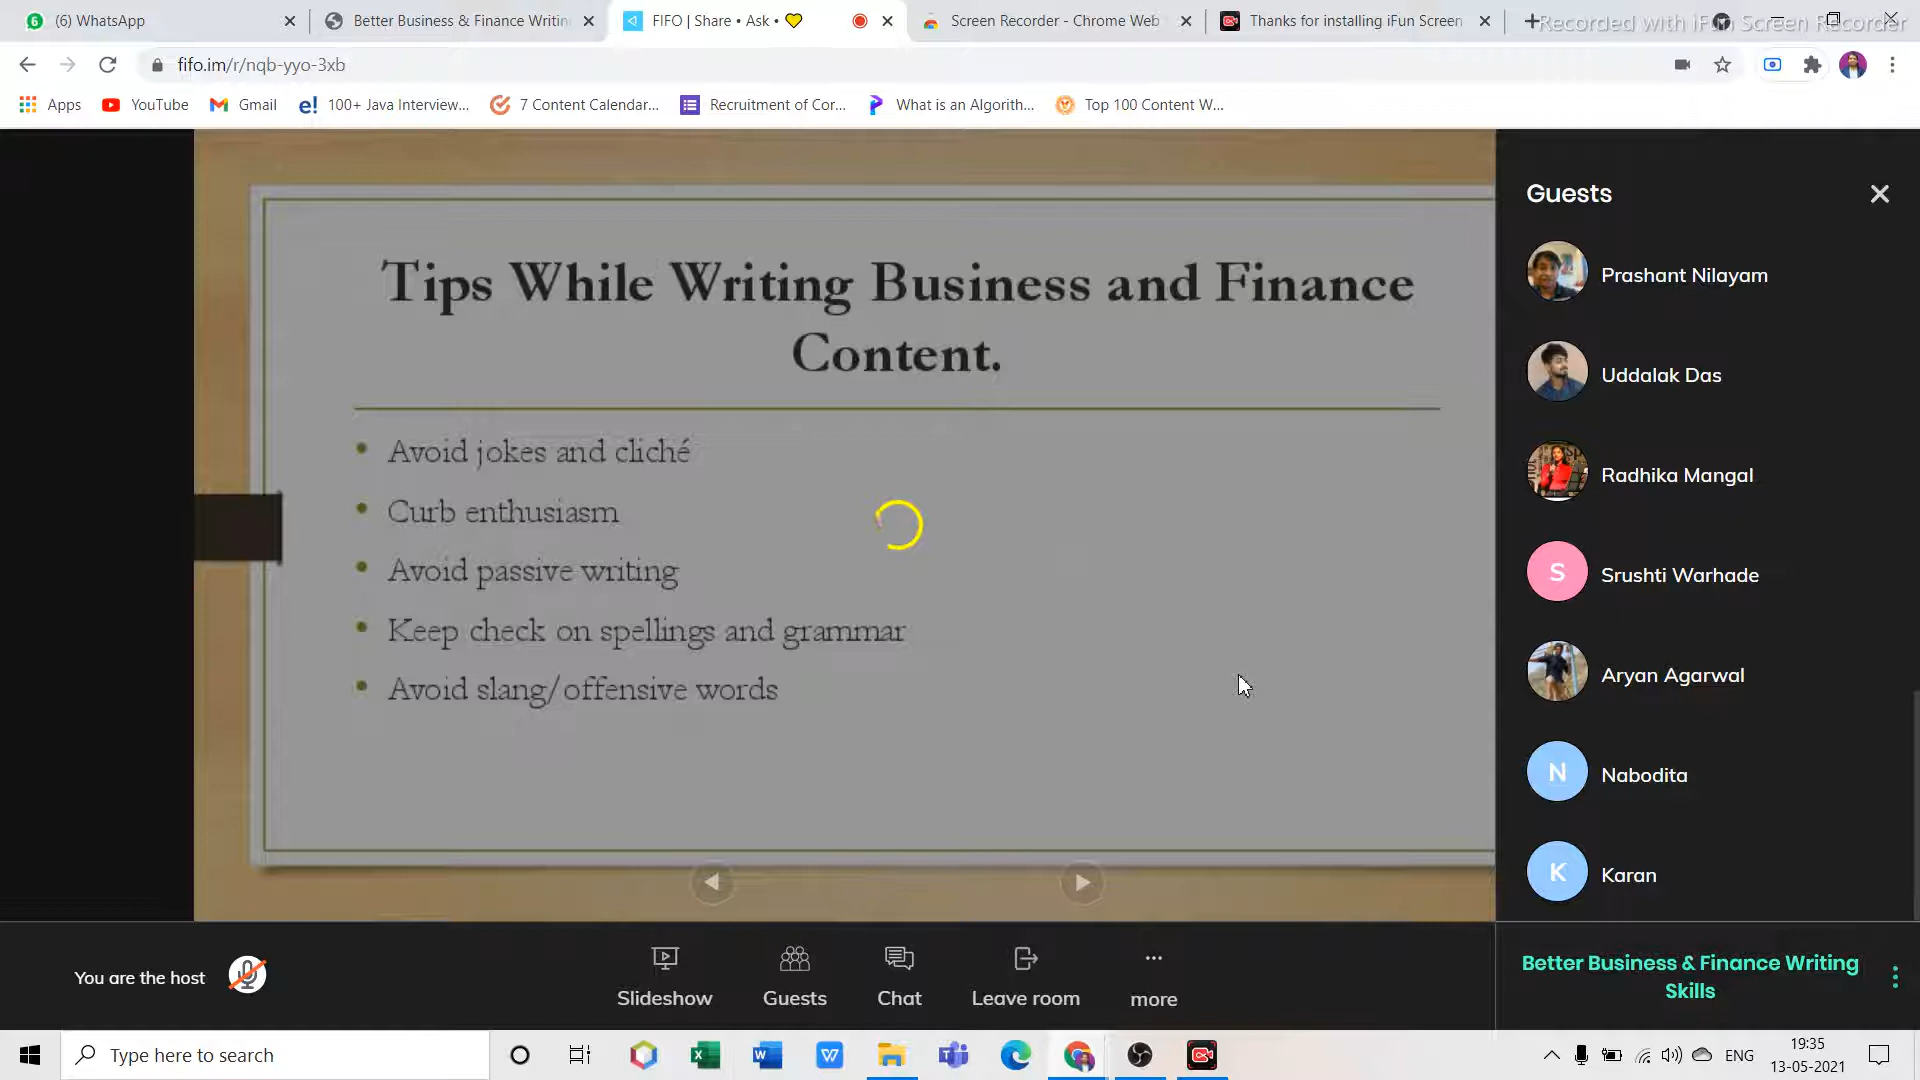 (6) WhatsApp
Better Business & Finance Writin
FIFO | Share • Ask • 💛
Screen Recorder - Chrome Web
Thanks for installing iFun Screen
Recorded with iFun Screen Recorder
fifo.im/r/nqb-yyo-3xb
Apps
YouTube
Gmail
e! 100+ Java Interview...
7 Content Calendar...
Recruitment of Cor...
What is an Algorith...
Top 100 Content W...
Tips While Writing Business and Finance
Content.
• Avoid jokes and cliché
• Curb enthusiasm
• Avoid passive writing
• Keep check on spellings and grammar
• Avoid slang/offensive words
Guests
Prashant Nilayam
Uddalak Das
Radhika Mangal
S Srushti Warhade
Aryan Agarwal
N Nabodita
K Karan
You are the host
Slideshow
Guests
Chat
Leave room
more
Better Business & Finance Writing
Skills
Type here to search
ENG
19:35
13-05-2021